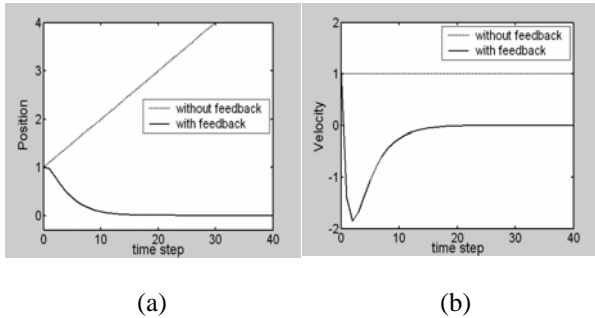 4
3
2
1
0
0
10
20
30
40
Position
time step
without feedback
with feedback
(a)
2
1
0
-1
-2
0
10
20
30
40
Velocity
time step
without feedback
with feedback
(b)